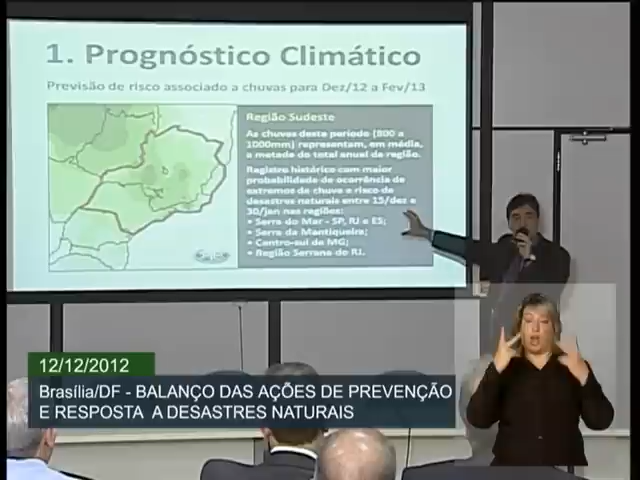 1. Prognóstico Climático
Previsão de risco associado a chuvas para Dez/12 a Fev/13
Região Sudeste
As chuvas deste período (800 a
1000mm) representam, em média,
a metade do total anual da região.
Registro histórico com maior
probabilidade de ocorrência de
extremos de chuva e risco de
desastres naturais entre 15/dez e
30/jan nas regiões:
• Serra do Mar - SP, RJ e ES;
• Serra da Mantiqueira;
• Centro-sul de MG;
• Região Serrana do RJ.
12/12/2012
Brasília/DF - BALANÇO DAS AÇÕES DE PREVENÇÃO
E RESPOSTA A DESASTRES NATURAIS